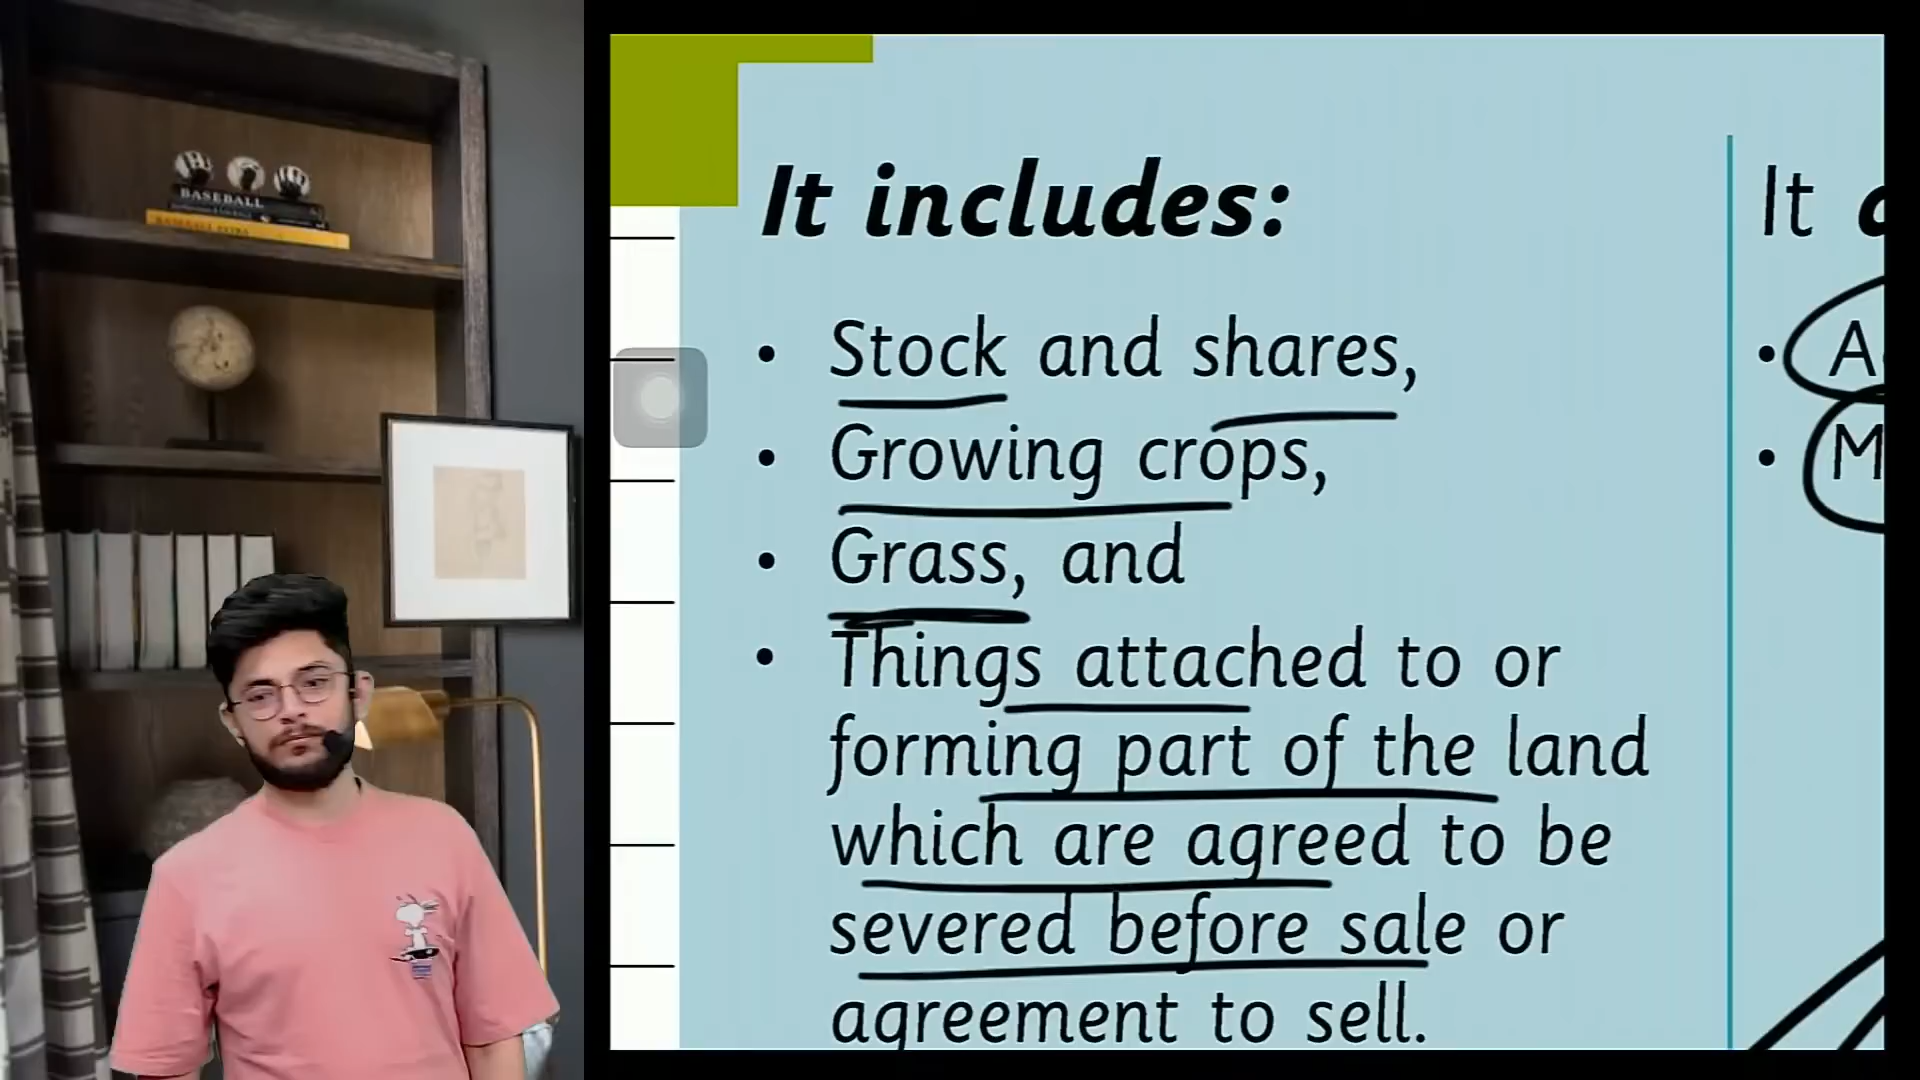 BASEBALL
It includes:
• Stock and shares,
• Growing crops,
• Grass, and
• Things attached to or
forming part of the land
which are agreed to be
severed before sale or
agreement to sell.
It
• A
• M